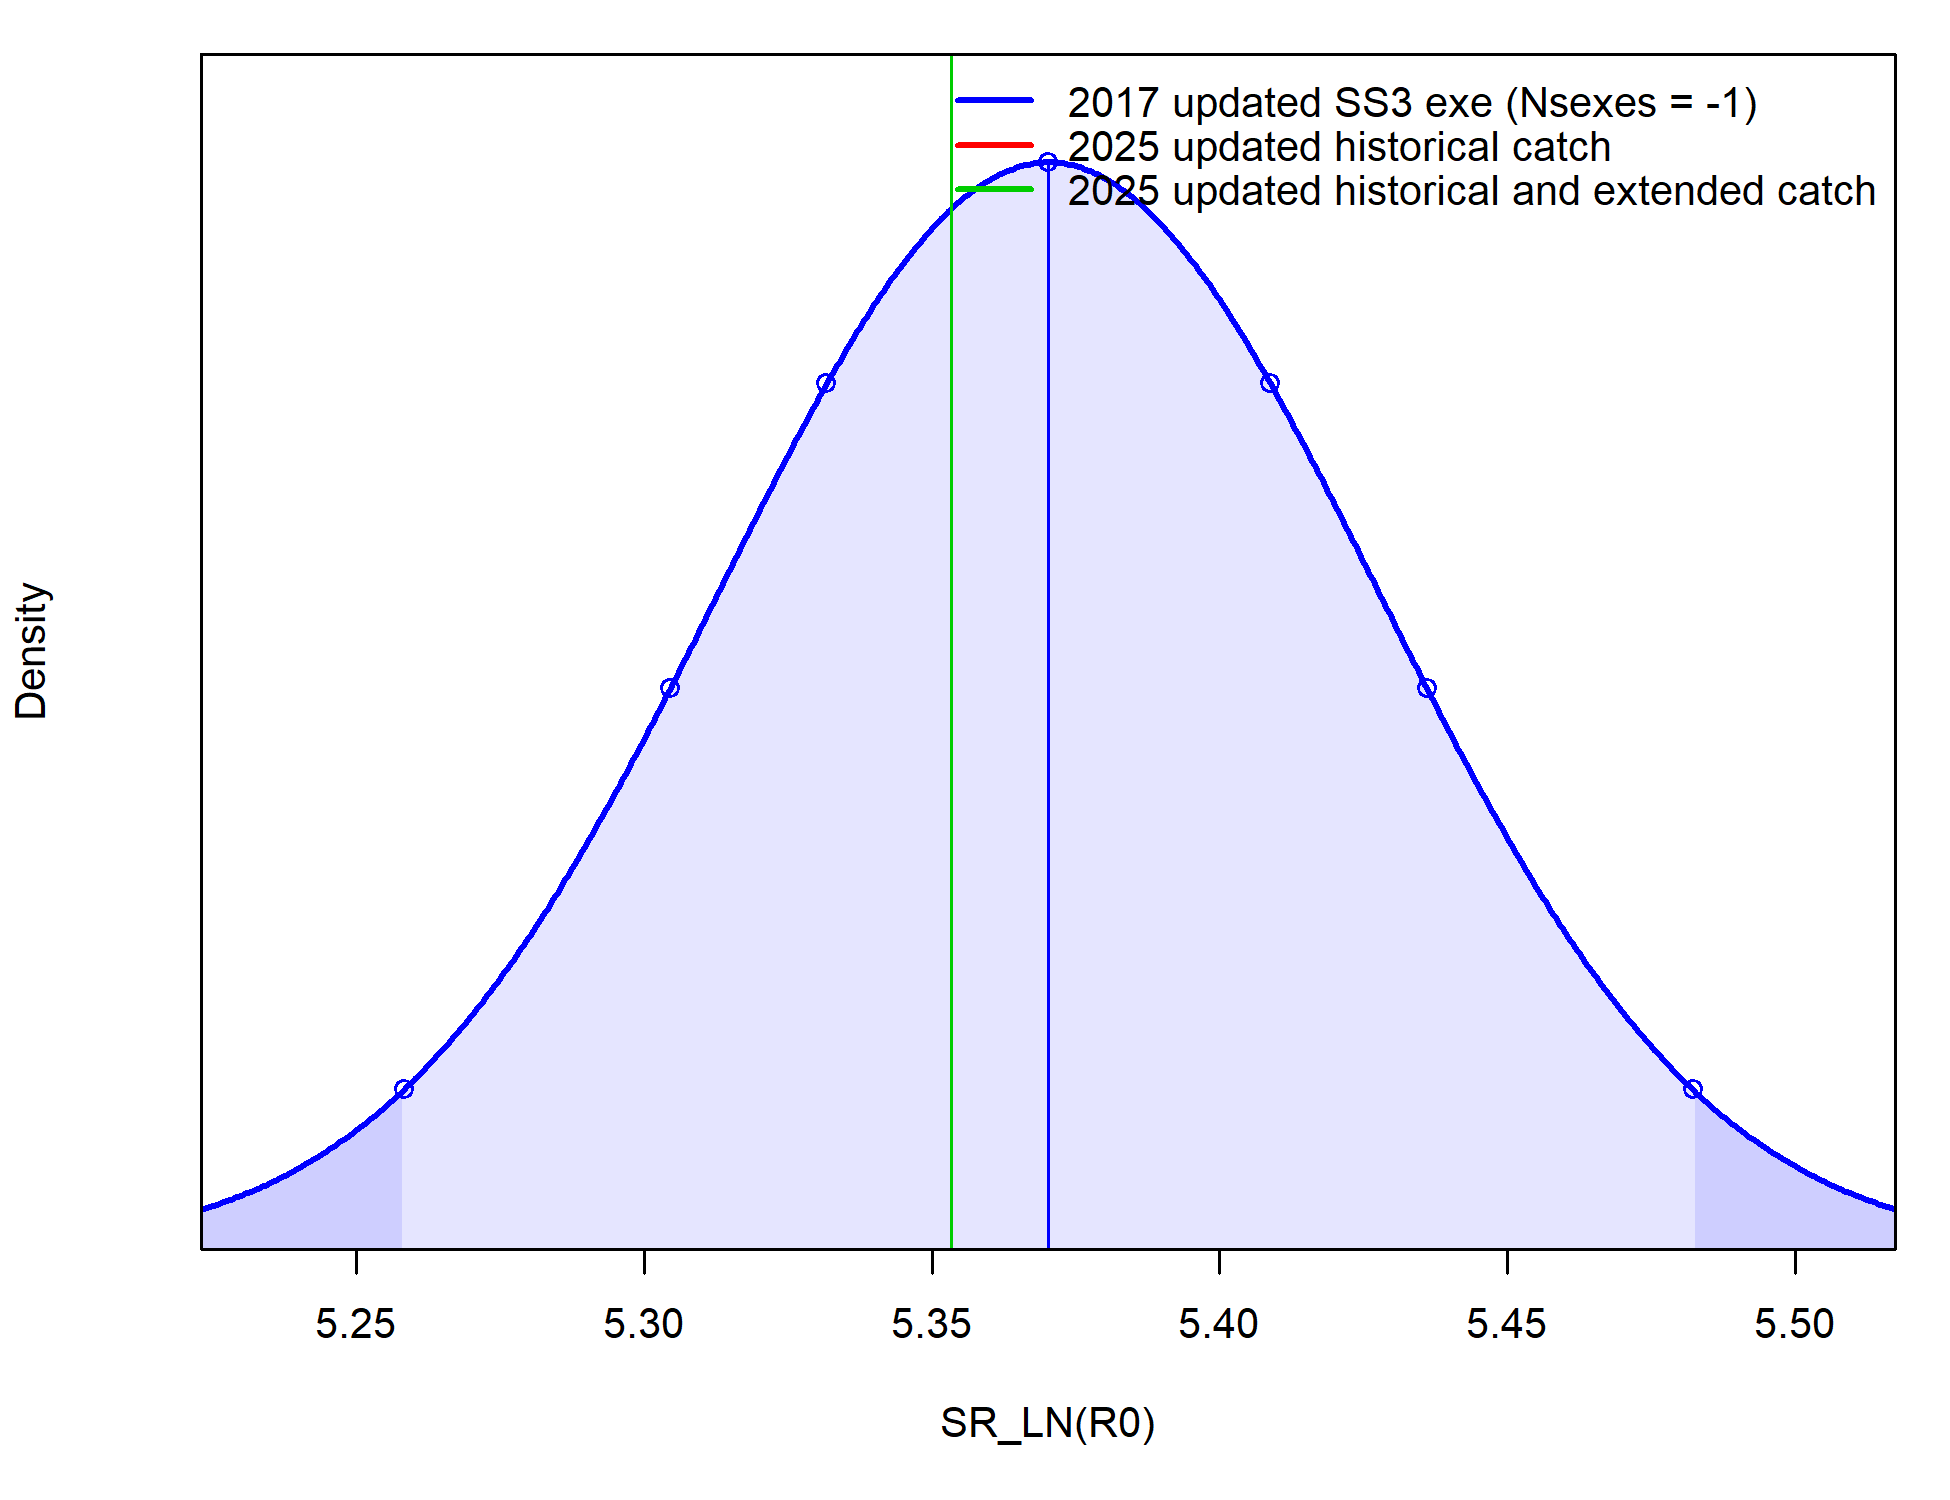 2017 updated SS3 exe (Nsexes = -1)
2025 updated historical catch
2025 updated historical and extended catch
Density
5.25 5.30 5.35 5.40 5.45 5.50
SR_LN(R0)